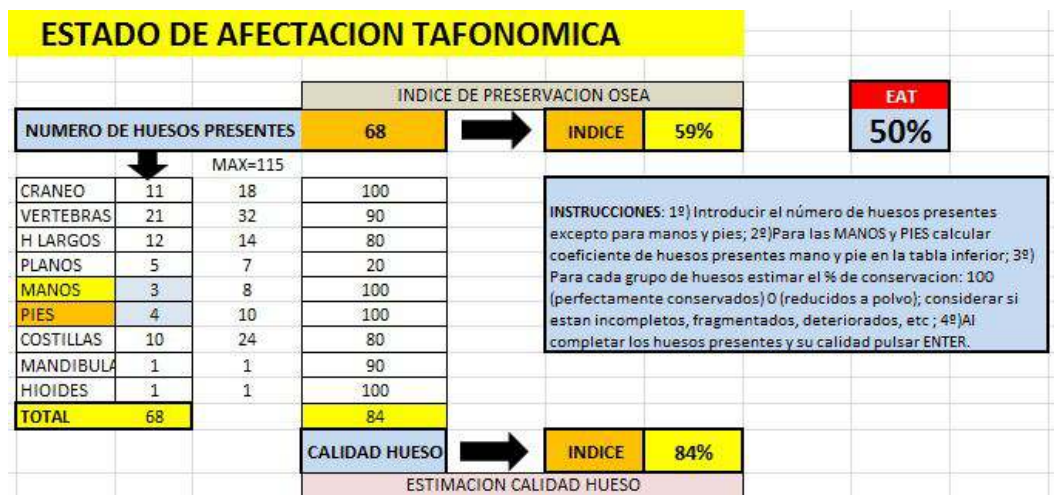 ESTADO DE AFECTACION TAFONOMICA
INDICE DE PRESERVACION OSEA
EAT
NUMERO DE HUESOS PRESENTES 68 INDICE 59% 50%
MAX=115
CRANEO 11 18 100
VERTEBRAS 21 32 90
H LARGOS 12 14 80
PLANOS 5 7 20
MANOS 3 8 100
PIES 4 10 100
COSTILLAS 10 24 80
MANDIBULA 1 1 90
HIOIDES 1 1 100
TOTAL 68 84
INSTRUCCIONES: 1º) Introducir el número de huesos presentes
excepto para manos y pies; 2º)Para las MANOS y PIES calcular
coeficiente de huesos presentes mano y pie en la tabla inferior; 3º)
Para cada grupo de huesos estimar el % de conservacion: 100
(perfectamente conservados) 0 (reducidos a polvo); considerar si
estan incompletos, fragmentados, deteriorados, etc ; 4º)Al
completar los huesos presentes y su calidad pulsar ENTER.
CALIDAD HUESO INDICE 84%
ESTIMACION CALIDAD HUESO